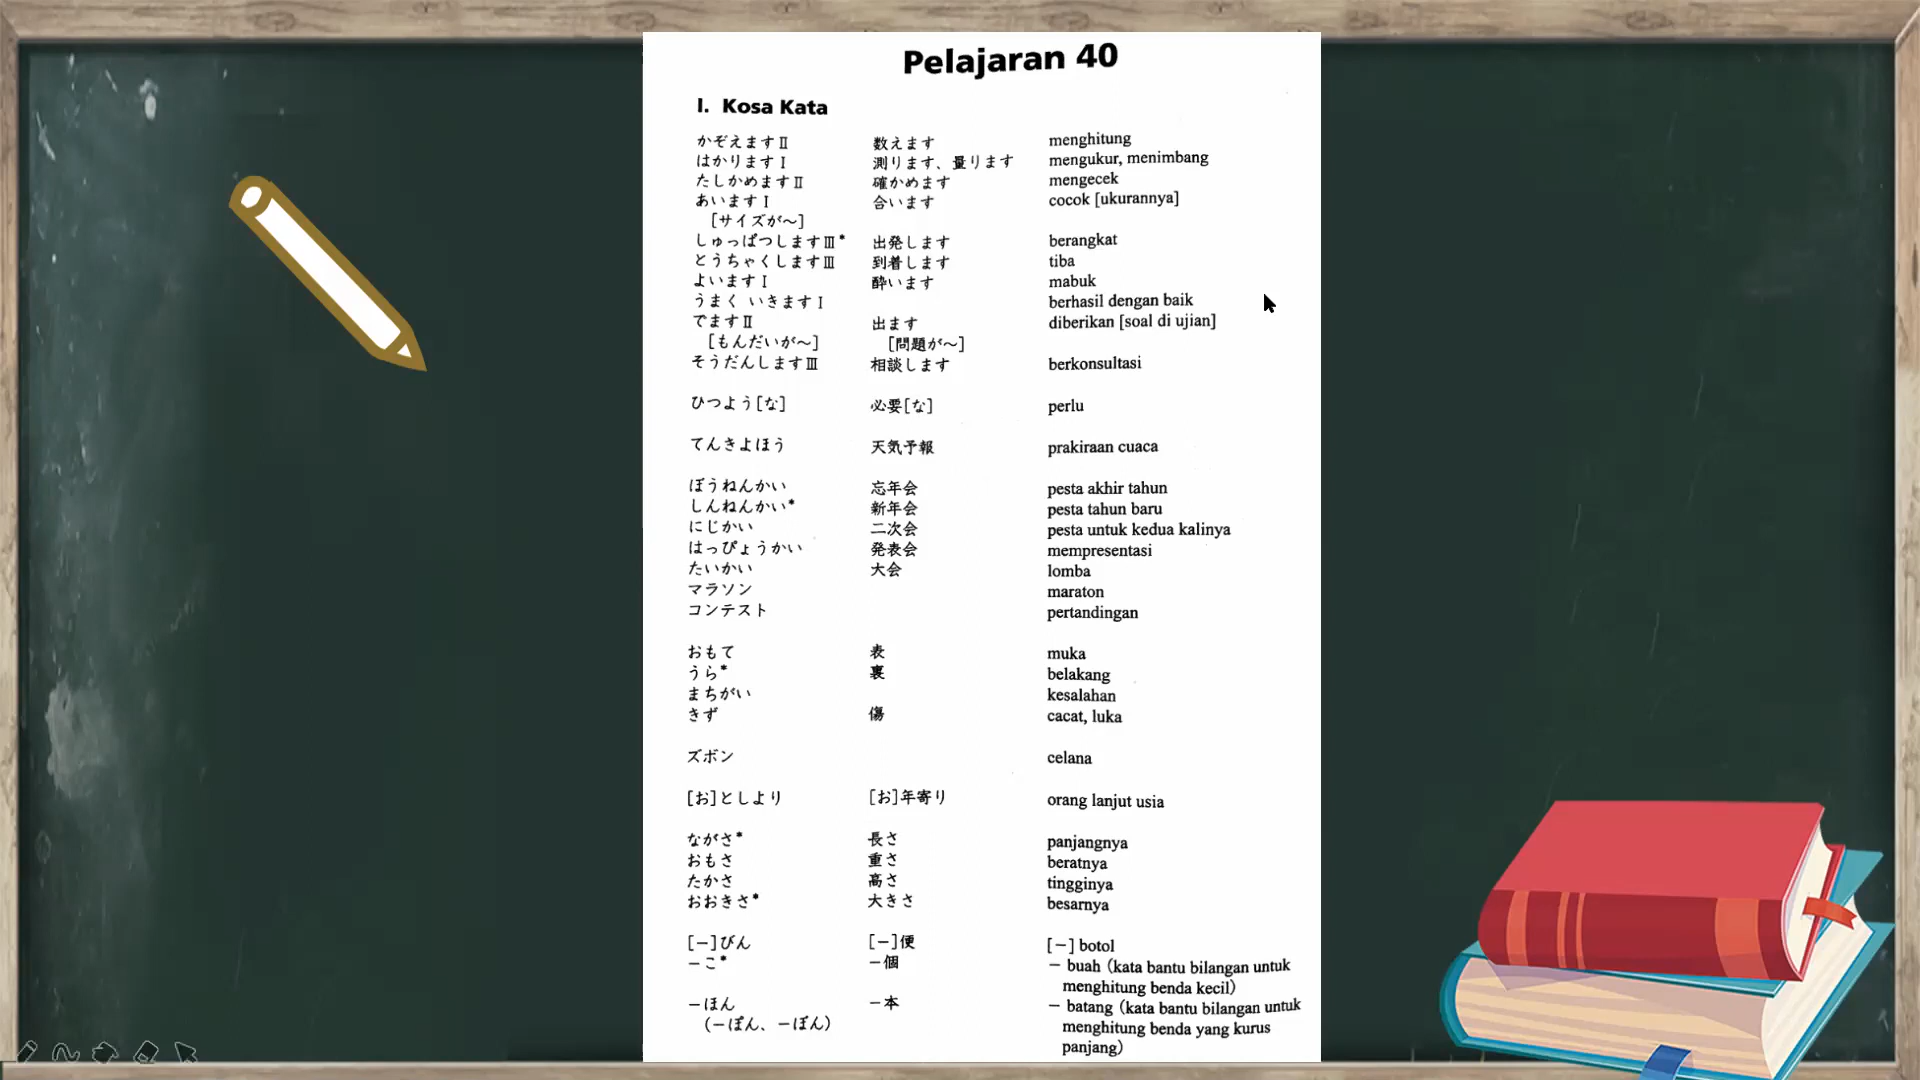 Pelajaran 40
I. Kosa Kata
かぞえますⅡ 数えます menghitung
はかりますⅠ 測ります、量ります mengukur, menimbang
たしかめますⅡ 確かめます mengecek
あいますⅠ 合います cocok [ukurannya]
[サイズが〜]
しゅっぱつしますⅢ* 出発します berangkat
とうちゃくしますⅢ 到着します tiba
よいますⅠ 酔います mabuk
うまく いきますⅠ berhasil dengan baik
でますⅡ 出ます diberikan [soal di ujian]
[もんだいが〜] [問題が〜]
そうだんしますⅢ 相談します berkonsultasi
ひつよう[な] 必要[な] perlu
てんきよほう 天気予報 prakiraan cuaca
ぼうねんかい 忘年会 pesta akhir tahun
しんねんかい* 新年会 pesta tahun baru
にじかい 二次会 pesta untuk kedua kalinya
はっぴょうかい 発表会 mempresentasi
たいかい 大会 lomba
マラソン maraton
コンテスト pertandingan
おもて 表 muka
うら* 裏 belakang
まちがい kesalahan
きず 傷 cacat, luka
ズボン celana
[お]としより [お]年寄り orang lanjut usia
ながさ* 長さ panjangnya
おもさ 重さ beratnya
たかさ 高さ tingginya
おおきさ* 大きさ besarnya
[－]びん [－]便 [－] botol
－こ* －個 － buah (kata bantu bilangan untuk
menghitung benda kecil)
－ほん －本 － batang (kata bantu bilangan untuk
(－ぽん、－ぼん) menghitung benda yang kurus
panjang)